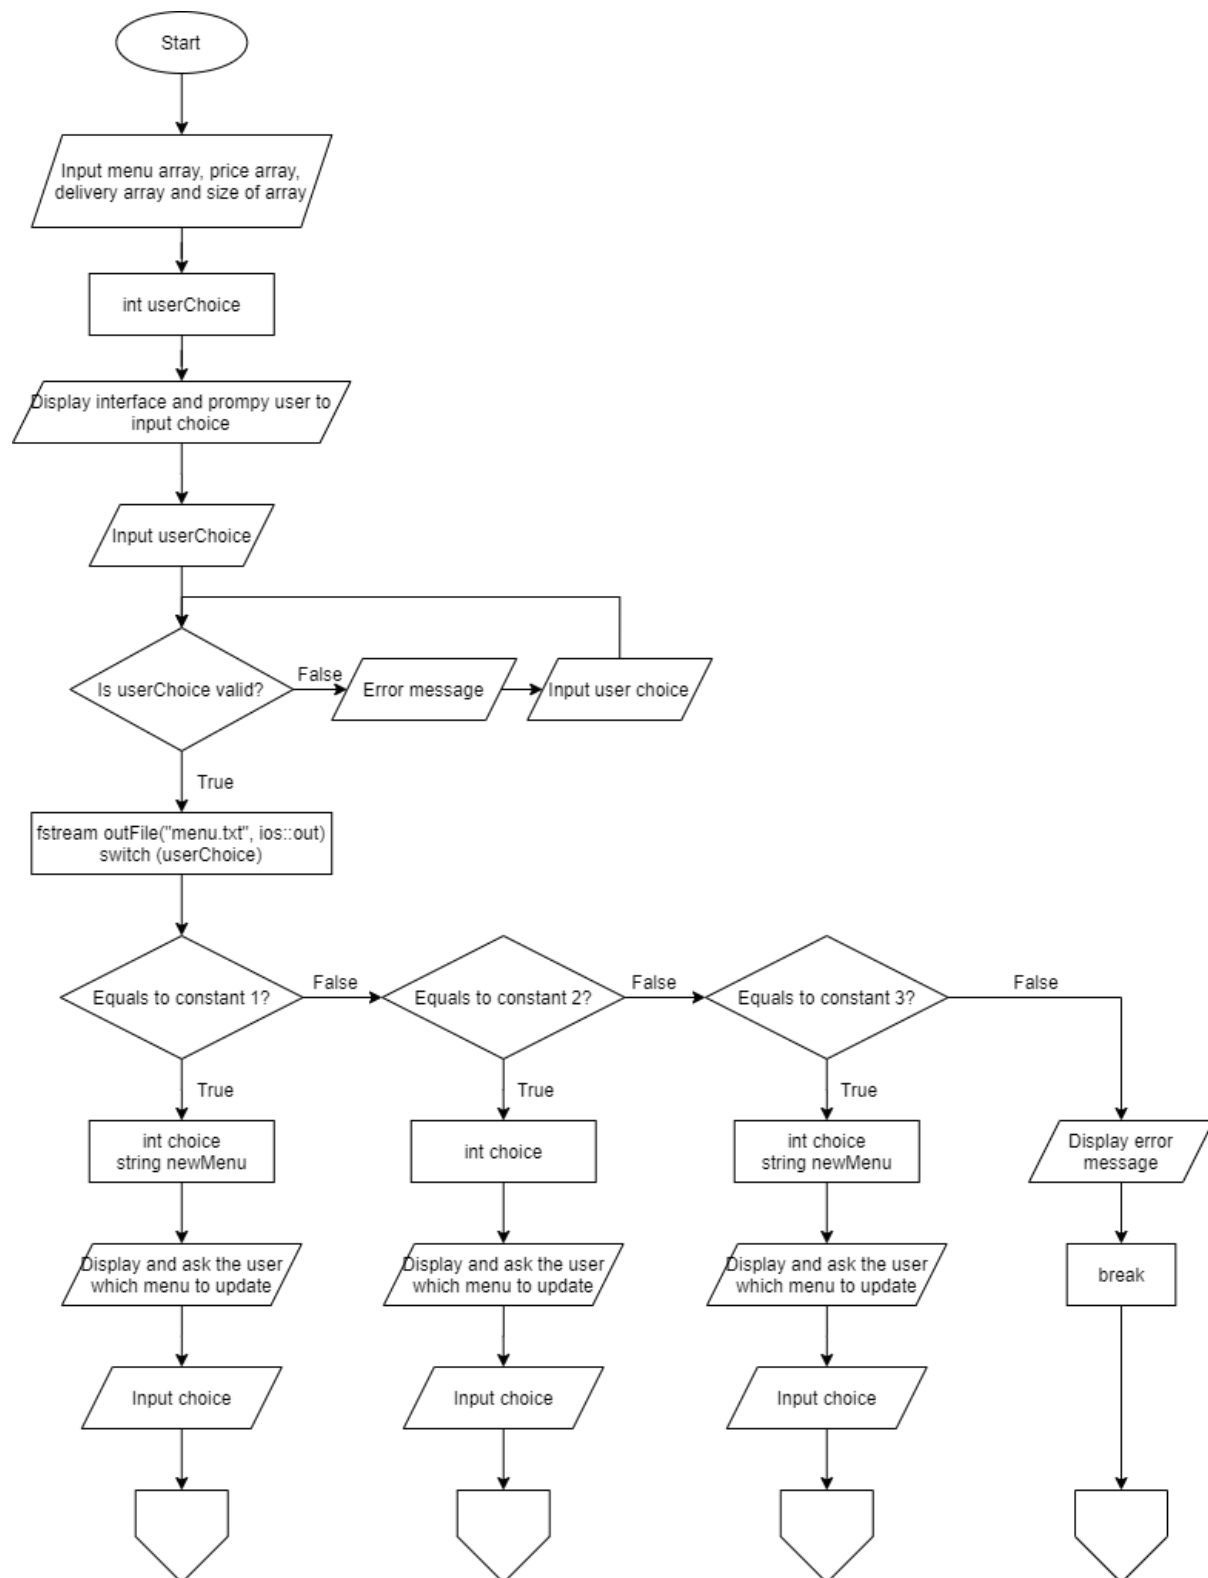 Start
Input menu array, price array,
delivery array and size of array
int userChoice
Display interface and prompy user to
input choice
Input userChoice
Is userChoice valid?
False
Error message
Input user choice
True
fstream outFile("menu.txt", ios::out)
switch (userChoice)
Equals to constant 1?
False
Equals to constant 2?
False
Equals to constant 3?
False
True
True
True
int choice
string newMenu
int choice
int choice
string newMenu
Display error
message
Display and ask the user
which menu to update
Display and ask the user
which menu to update
Display and ask the user
which menu to update
break
Input choice
Input choice
Input choice